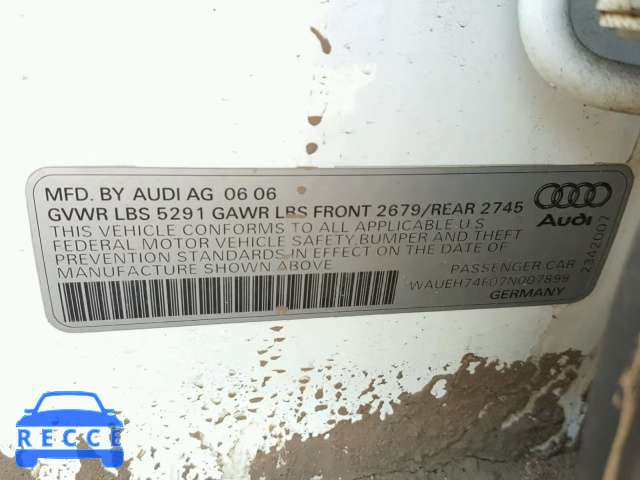 MFD. BY AUDI AG 06 06
GVWR LBS 5291 GAWR LBS FRONT 2679/REAR 2745
THIS VEHICLE CONFORMS TO ALL APPLICABLE U.S
FEDERAL MOTOR VEHICLE SAFETY, BUMPER AND THEFT
PREVENTION STANDARDS IN EFFECT ON THE DATE OF
MANUFACTURE SHOWN ABOVE
PASSENGER CAR
WAUEH74F07N007899
GERMANY
Audi
2342007
RECCE